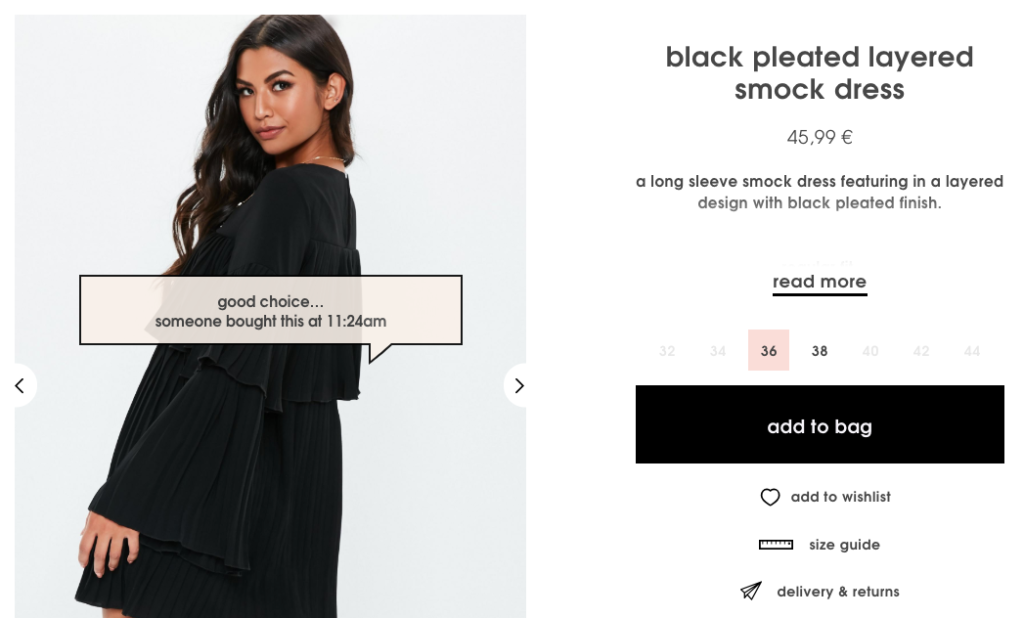 good choice...
someone bought this at 11:24am
black pleated layered
smock dress
45,99 €
a long sleeve smock dress featuring in a layered
design with black pleated finish.
read more
32 34 36 38 40 42 44
add to bag
add to wishlist
size guide
delivery & returns